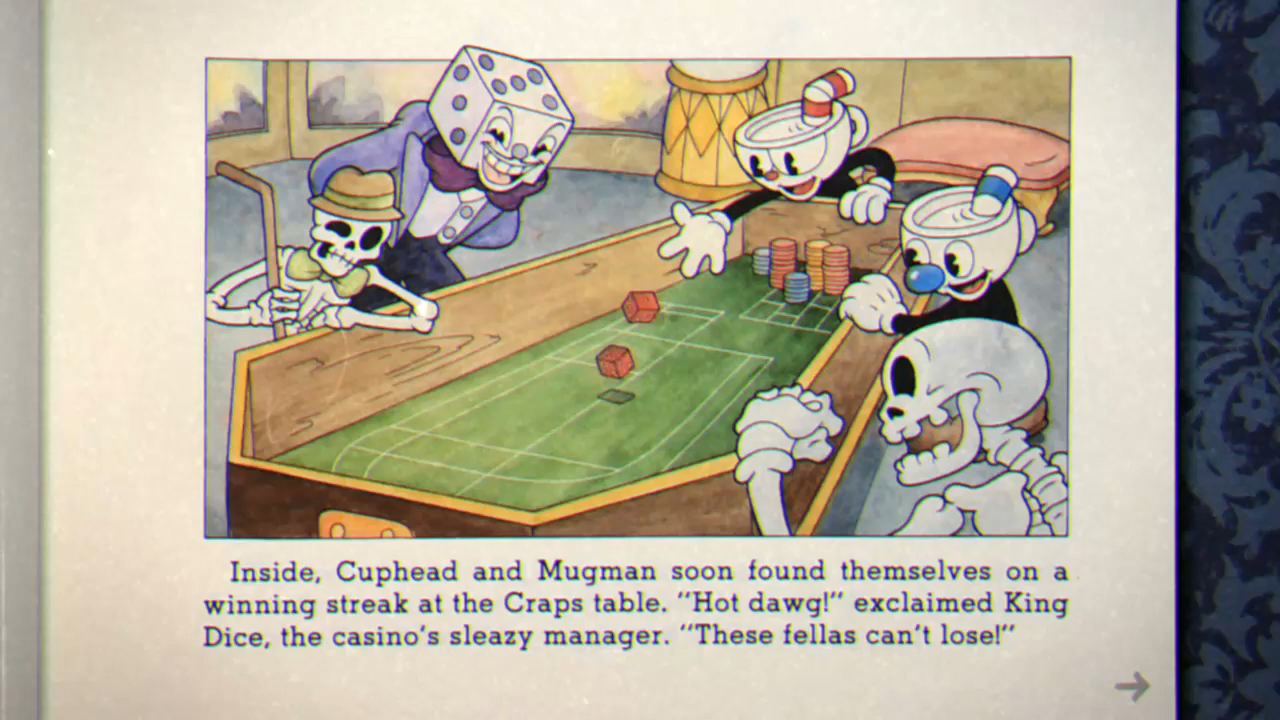 Inside, Cuphead and Mugman soon found themselves on a
winning streak at the Craps table. “Hot dawg!” exclaimed King
Dice, the casino’s sleazy manager. “These fellas can’t lose!”